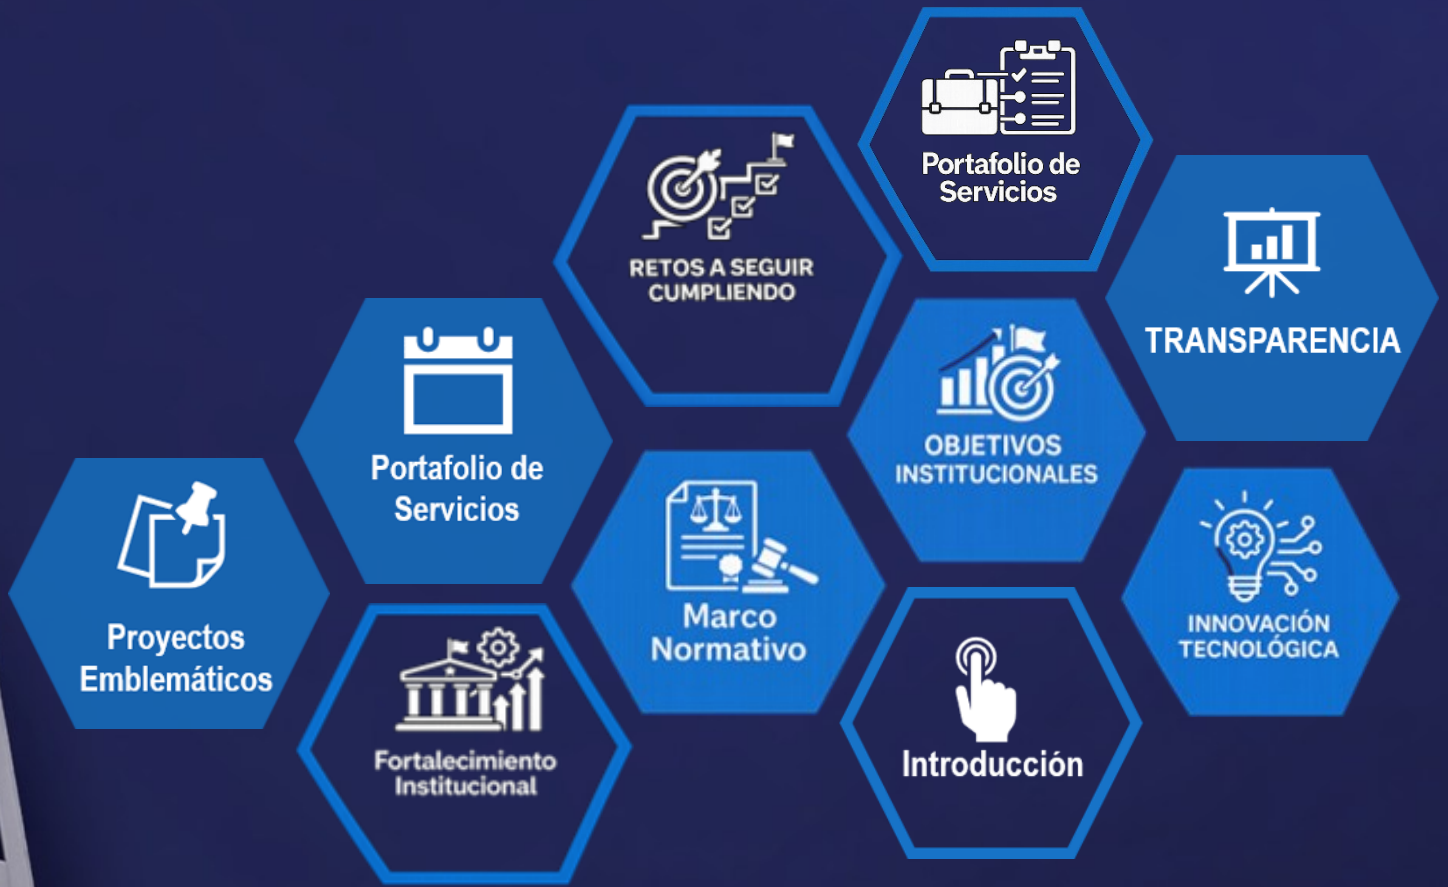 Portafolio de
Servicios
RETOS A SEGUIR
CUMPLIENDO
TRANSPARENCIA
Portafolio de
Servicios
OBJETIVOS
INSTITUCIONALES
Proyectos
Emblemáticos
Marco
Normativo
INNOVACIÓN
TECNOLÓGICA
Fortalecimiento
Institucional
Introducción